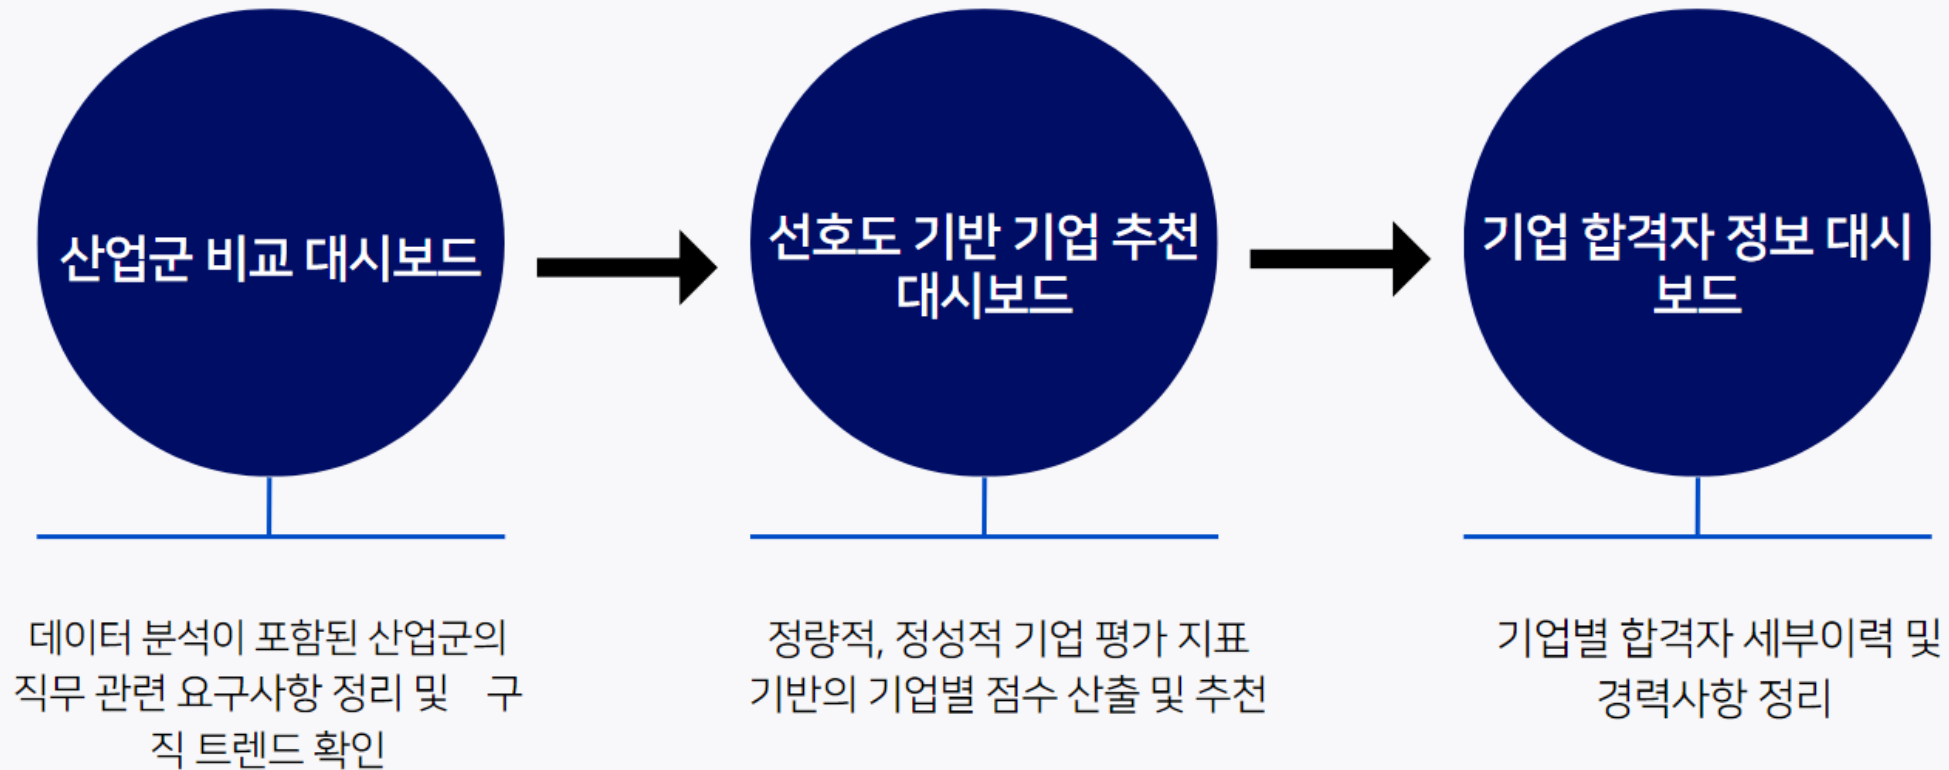 산업군 비교 대시보드
선호도 기반 기업 추천
대시보드
기업 합격자 정보 대시
보드
데이터 분석이 포함된 산업군의
직무 관련 요구사항 정리 및 구
직 트렌드 확인
정량적, 정성적 기업 평가 지표
기반의 기업별 점수 산출 및 추천
기업별 합격자 세부이력 및
경력사항 정리